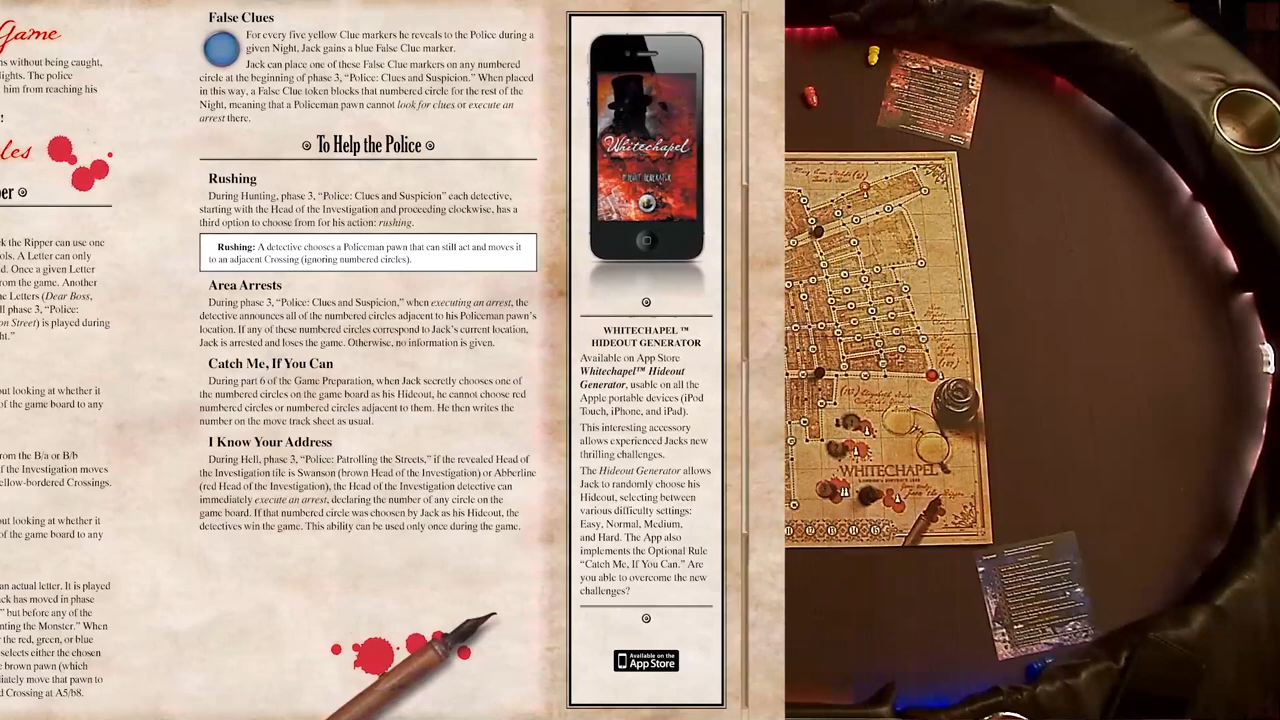 Game
ns without being caught,
ights. The police
him from reaching his
!
les
per
ck the Ripper can use one
ols. A Letter can only
d. Once a given Letter
from the game. Another
ne Letters (Dear Boss,
ll phase 3, "Police:
on Street) is played during
ht."
out looking at whether it
of the game board to any
rom the B/a or B/b
f the Investigation moves
ellow-bordered Crossings.
out looking at whether it
of the game board to any
an actual letter. It is played
ck has moved in phase
" but before any of the
nting the Monster." When
r the red, green, or blue
selects either the chosen
e brown pawn (which
diately move that pawn to
d Crossing at A5/b8.
False Clues
For every five yellow Clue markers he reveals to the Police during a
given Night, Jack gains a blue False Clue marker.
Jack can place one of these False Clue markers on any numbered
circle at the beginning of phase 3, "Police: Clues and Suspicion." When placed
in this way, a False Clue token blocks that numbered circle for the rest of the
Night, meaning that a Policeman pawn cannot look for clues or execute an
arrest there.
To Help the Police
Rushing
During Hunting, phase 3, "Police: Clues and Suspicion" each detective,
starting with the Head of the Investigation and proceeding clockwise, has a
third option to choose from for his action: rushing.
Rushing: A detective chooses a Policeman pawn that can still act and moves it
to an adjacent Crossing (ignoring numbered circles).
Area Arrests
During phase 3, "Police: Clues and Suspicion," when executing an arrest, the
detective announces all of the numbered circles adjacent to his Policeman pawn's
location. If any of these numbered circles correspond to Jack's current location,
Jack is arrested and loses the game. Otherwise, no information is given.
Catch Me, If You Can
During part 6 of the Game Preparation, when Jack secretly chooses one of
the numbered circles on the game board as his Hideout, he cannot choose red
numbered circles or numbered circles adjacent to them. He then writes the
number on the move track sheet as usual.
I Know Your Address
During Hell, phase 3, "Police: Patrolling the Streets," if the revealed Head of
the Investigation tile is Swanson (brown Head of the Investigation) or Abberline
(red Head of the Investigation), the Head of the Investigation detective can
immediately execute an arrest, declaring the number of any circle on the
game board. If that numbered circle was chosen by Jack as his Hideout, the
detectives win the game. This ability can be used only once during the game.
Whitechapel
HIDEOUT GENERATOR
WHITECHAPEL ™
HIDEOUT GENERATOR
Available on App Store
Whitechapel™ Hideout
Generator, usable on all the
Apple portable devices (iPod
Touch, iPhone, and iPad).
This interesting accessory
allows experienced Jacks new
thrilling challenges.
The Hideout Generator allows
Jack to randomly choose his
Hideout, selecting between
various difficulty settings:
Easy, Normal, Medium,
and Hard. The App also
implements the Optional Rule
"Catch Me, If You Can." Are
you able to overcome the new
challenges?
Available on the
App Store
WHITECHAPEL